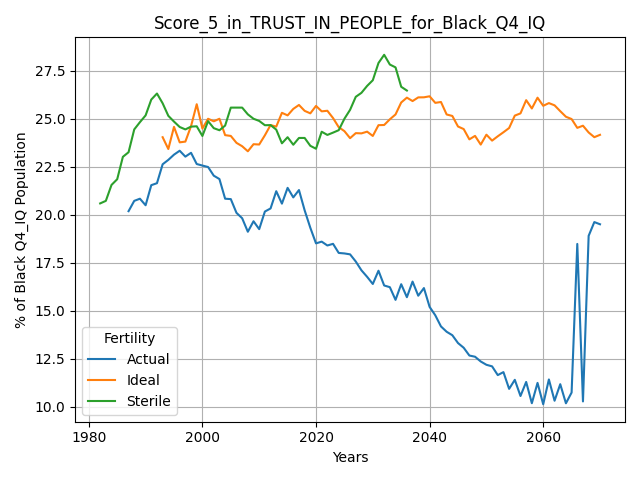 Score_5_in_TRUST_IN_PEOPLE_for_Black_Q4_IQ
% of Black Q4_IQ Population
27.5
25.0
22.5
20.0
17.5
15.0
12.5
10.0
Fertility
Actual
Ideal
Sterile
1980 2000 2020 2040 2060
Years